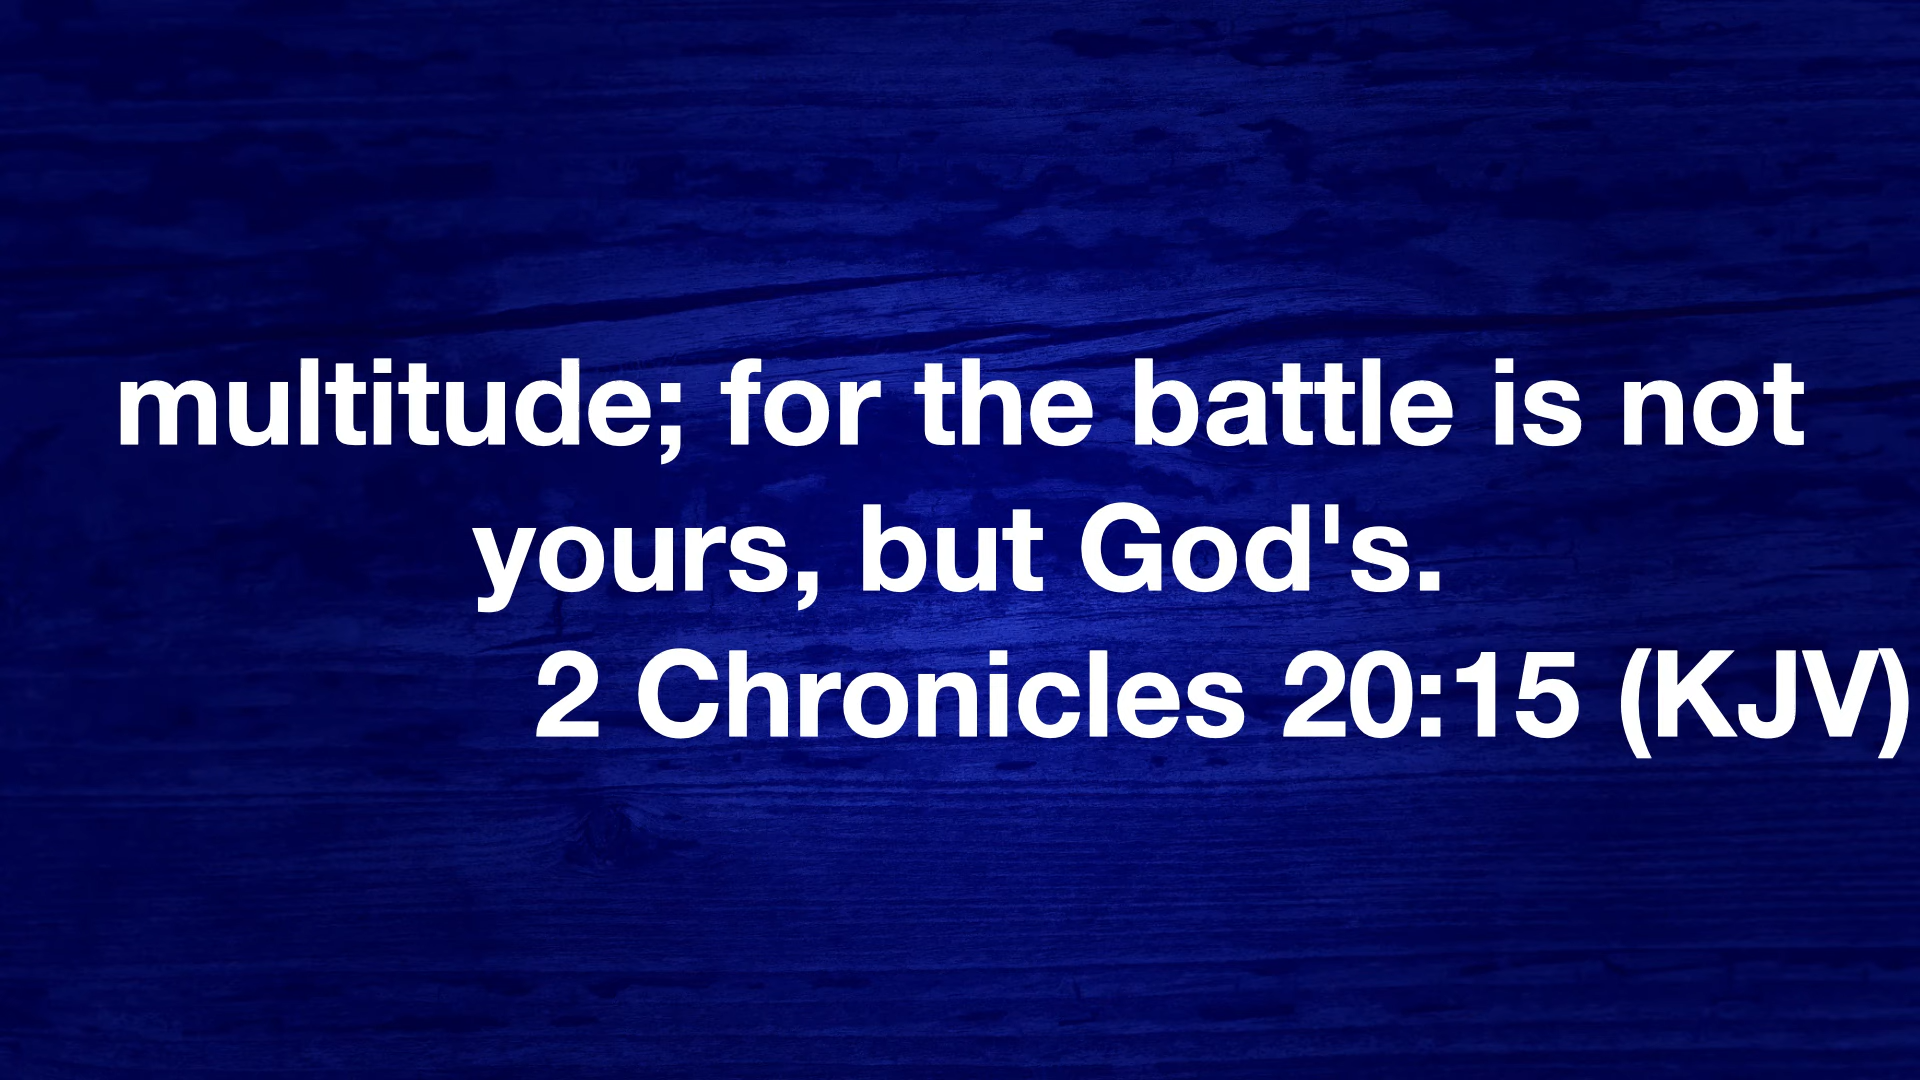 multitude; for the battle is not
yours, but God's.
2 Chronicles 20:15 (KJV)